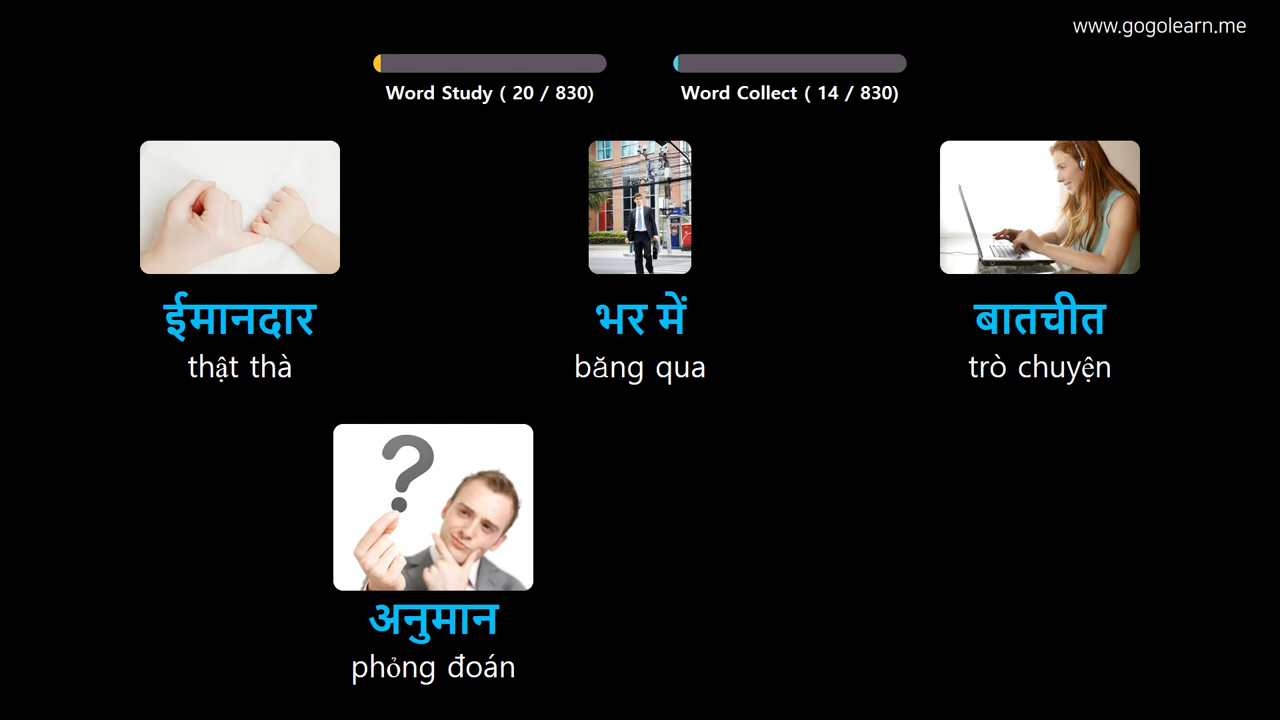 www.gogolearn.me
Word Study ( 20 / 830)
Word Collect ( 14 / 830)
ईमानदार
thật thà
भर में
băng qua
बातचीत
trò chuyện
अनुमान
phỏng đoán